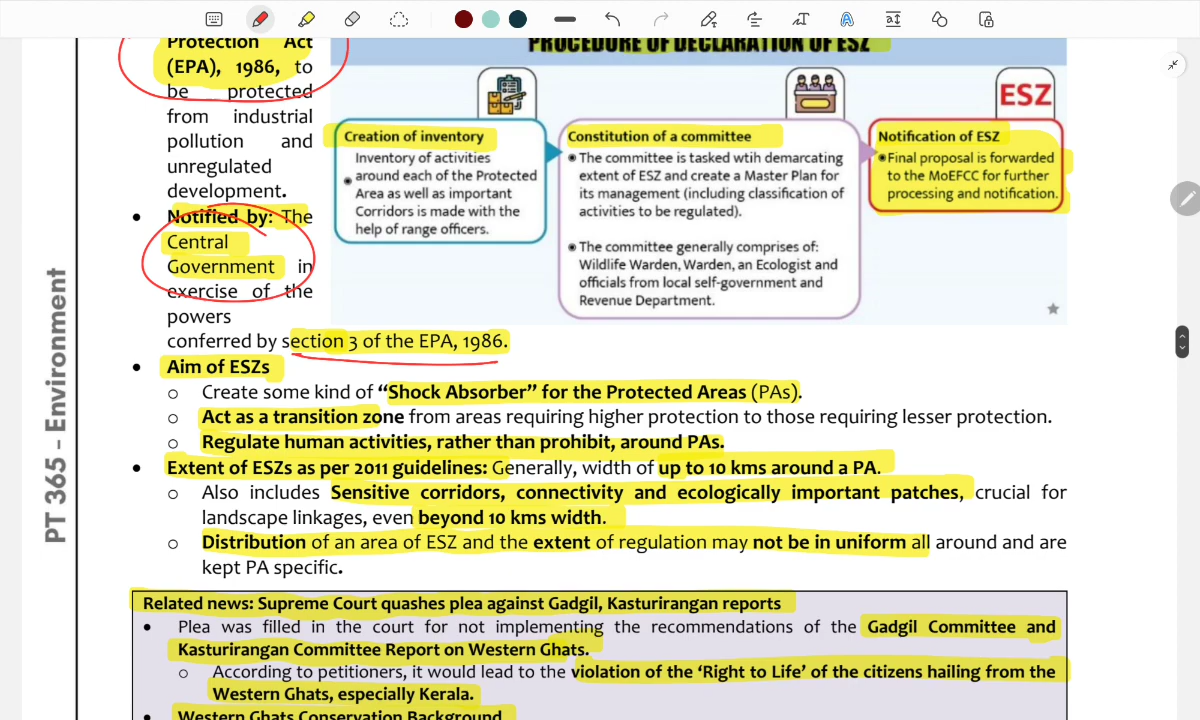 Protection Act
(EPA), 1986, to
be protected
from industrial
pollution and
unregulated
development.
• Notified by: The
Central
Government in
exercise of the
powers
conferred by section 3 of the EPA, 1986.
PROCEDURE OF DECLARATION OF ESZ
Creation of inventory
Inventory of activities
• around each of the Protected
Area as well as important
Corridors is made with the
help of range officers.
Constitution of a committee
• The committee is tasked wtih demarcating
extent of ESZ and create a Master Plan for
its management (including classification of
activities to be regulated).
• The committee generally comprises of:
Wildlife Warden, Warden, an Ecologist and
officials from local self-government and
Revenue Department.
ESZ
Notification of ESZ
• Final proposal is forwarded
to the MoEFCC for further
processing and notification.
• Aim of ESZs
o Create some kind of “Shock Absorber” for the Protected Areas (PAs).
o Act as a transition zone from areas requiring higher protection to those requiring lesser protection.
o Regulate human activities, rather than prohibit, around PAs.
• Extent of ESZs as per 2011 guidelines: Generally, width of up to 10 kms around a PA.
o Also includes Sensitive corridors, connectivity and ecologically important patches, crucial for
landscape linkages, even beyond 10 kms width.
o Distribution of an area of ESZ and the extent of regulation may not be in uniform all around and are
kept PA specific.
Related news: Supreme Court quashes plea against Gadgil, Kasturirangan reports
• Plea was filled in the court for not implementing the recommendations of the Gadgil Committee and
Kasturirangan Committee Report on Western Ghats.
o According to petitioners, it would lead to the violation of the ‘Right to Life’ of the citizens hailing from the
Western Ghats, especially Kerala.
• Western Ghats Conservation Background
PT 365 – Environment